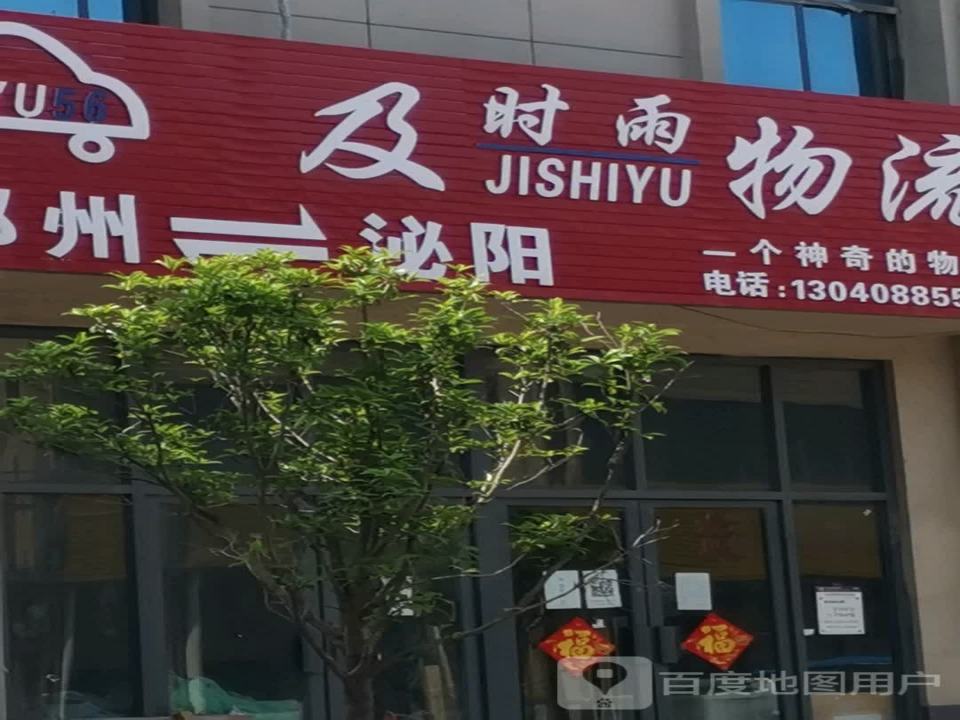 YU56
及时雨物流
JISHIYU
州 泌阳
一个神奇的物
电话:130408855
福 福
百度地图用户